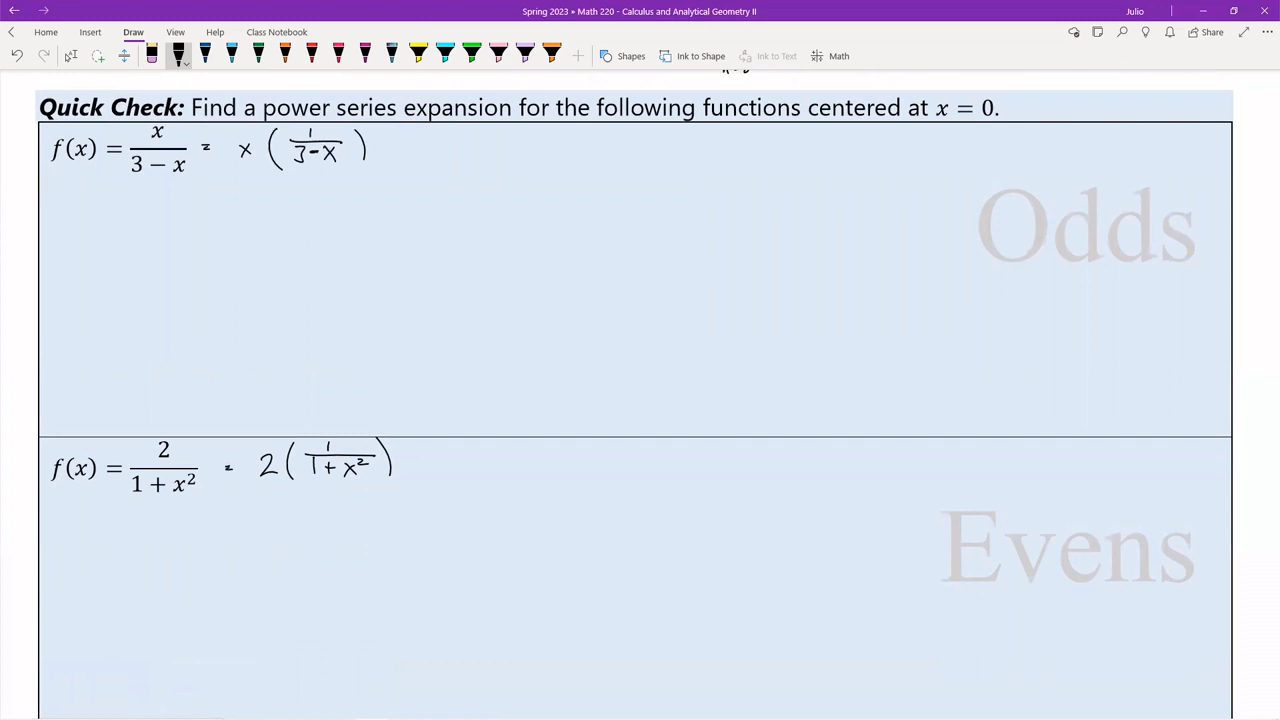 Spring 2023 » Math 220 - Calculus and Analytical Geometry II
Julio
Home Insert Draw View Help Class Notebook
Share
Shapes Ink to Shape Ink to Text Math
Quick Check: Find a power series expansion for the following functions centered at x = 0.
f(x) = x/(3 − x) = x (1/(3-x))
Odds
f(x) = 2/(1 + x²) = 2 (1/(1+x²))
Evens